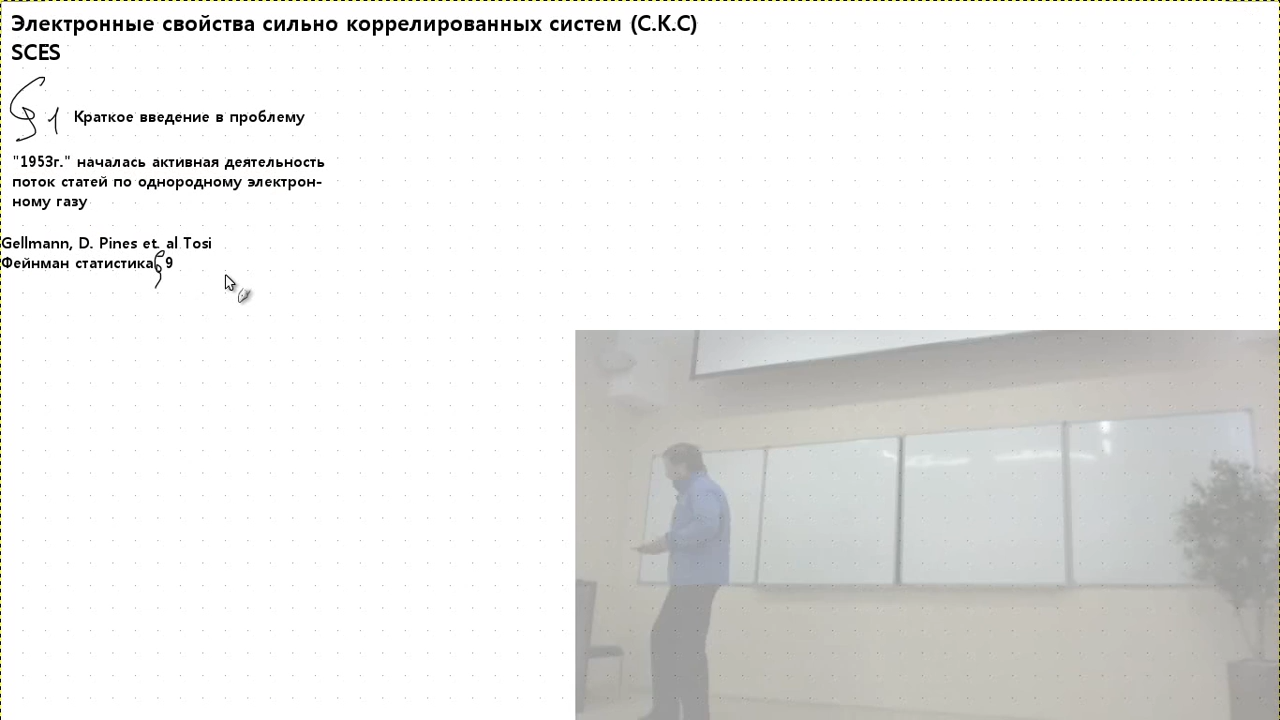 Электронные свойства сильно коррелированных систем (С.К.С)
SCES
§ 1 Краткое введение в проблему
"1953г." началась активная деятельность
поток статей по однородному электрон-
ному газу
Gellmann, D. Pines et. al Tosi
Фейнман статистика § 9